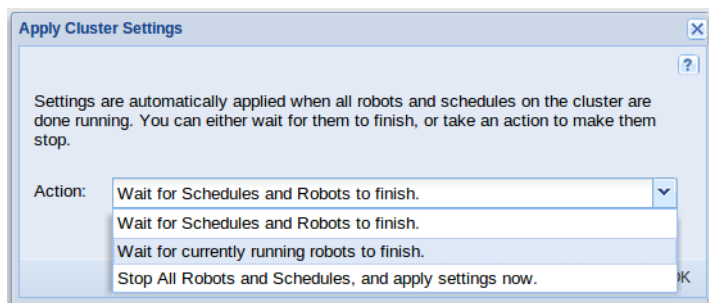 Apply Cluster Settings
?
Settings are automatically applied when all robots and schedules on the cluster are
done running. You can either wait for them to finish, or take an action to make them
stop.
Action: Wait for Schedules and Robots to finish.
Wait for Schedules and Robots to finish.
Wait for currently running robots to finish.
Stop All Robots and Schedules, and apply settings now.